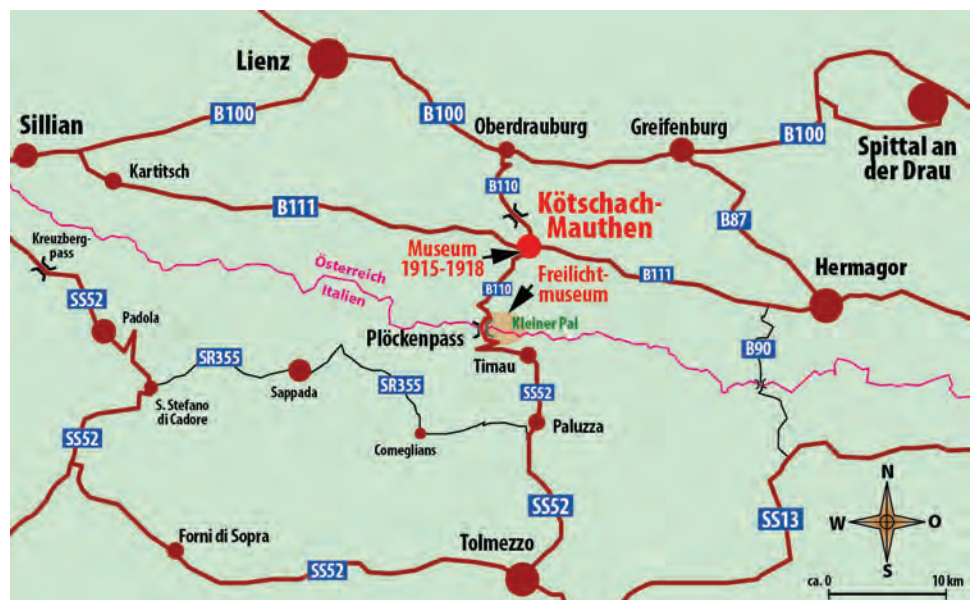 Lienz
B100
B100
Sillian
Oberdrauburg
Greifenburg
B100
Spittal an
der Drau
Kartitsch
B110
B111
Kötschach-
Mauthen
B87
Museum
1915-1918
Freilicht-
museum
B111
Hermagor
Kreuzberg-
pass
Österreich
Italien
B110
SS52
Padola
Plöckenpass
Kleiner Pal
Timau
B90
SR355
Sappada
SR355
S. Stefano
di Cadore
SS52
Paluzza
SS52
Comeglians
SS52
SS13
N
W
O
S
Forni di Sopra
SS52
Tolmezzo
ca. 0
10 km